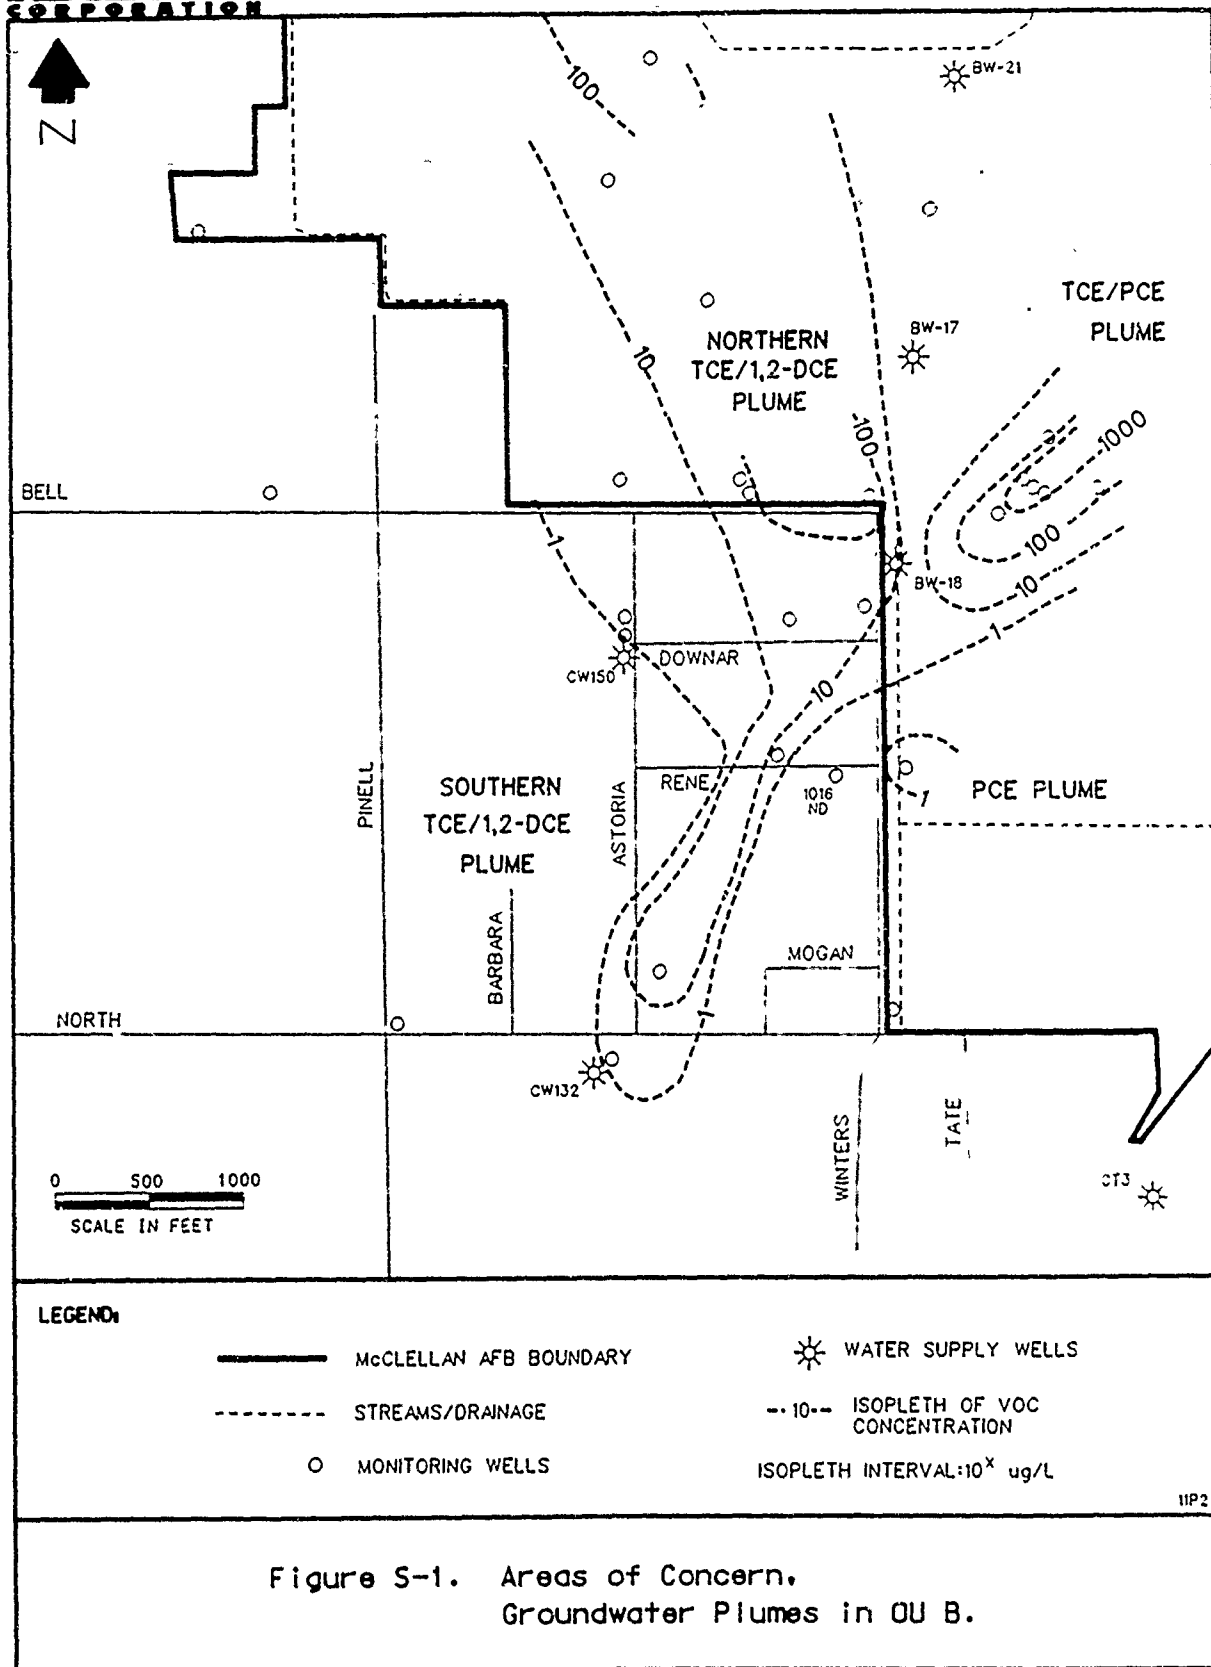 CORPORATION
N
100
BW-21
TCE/PCE
PLUME
BW-17
NORTHERN
TCE/1,2-DCE
PLUME
10
100
1000
BELL
1
100
BW-18
10
1
DOWNAR
CW150
10
PINELL
SOUTHERN
TCE/1,2-DCE
PLUME
ASTORIA
RENE
1016
ND
1
PCE PLUME
BARBARA
MOGAN
NORTH
1
CW132
WINTERS
TATE
CT3
0 500 1000
SCALE IN FEET
LEGEND:
McCLELLAN AFB BOUNDARY
WATER SUPPLY WELLS
STREAMS/DRAINAGE
10
ISOPLETH OF VOC
CONCENTRATION
MONITORING WELLS
ISOPLETH INTERVAL:10^x ug/L
11P2
Figure S-1. Areas of Concern.
Groundwater Plumes in OU B.